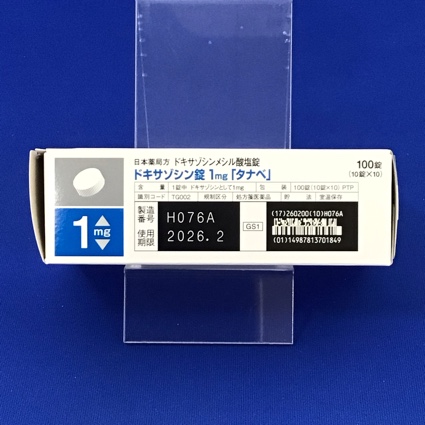 日本薬局方 ドキサゾシンメシル酸塩錠
ドキサゾシン錠 1mg「タナベ」
100錠
(10錠×10)
含量 1錠中 ドキサゾシンとして1mg 包装 100錠(10錠×10) PTP
識別コード TG002 規制区分 処方箋医薬品 貯法 室温保存
1mg
製造番号 H076A
使用期限 2026.2
GS1
(17)260200(10)H076A
(01)14987813701849